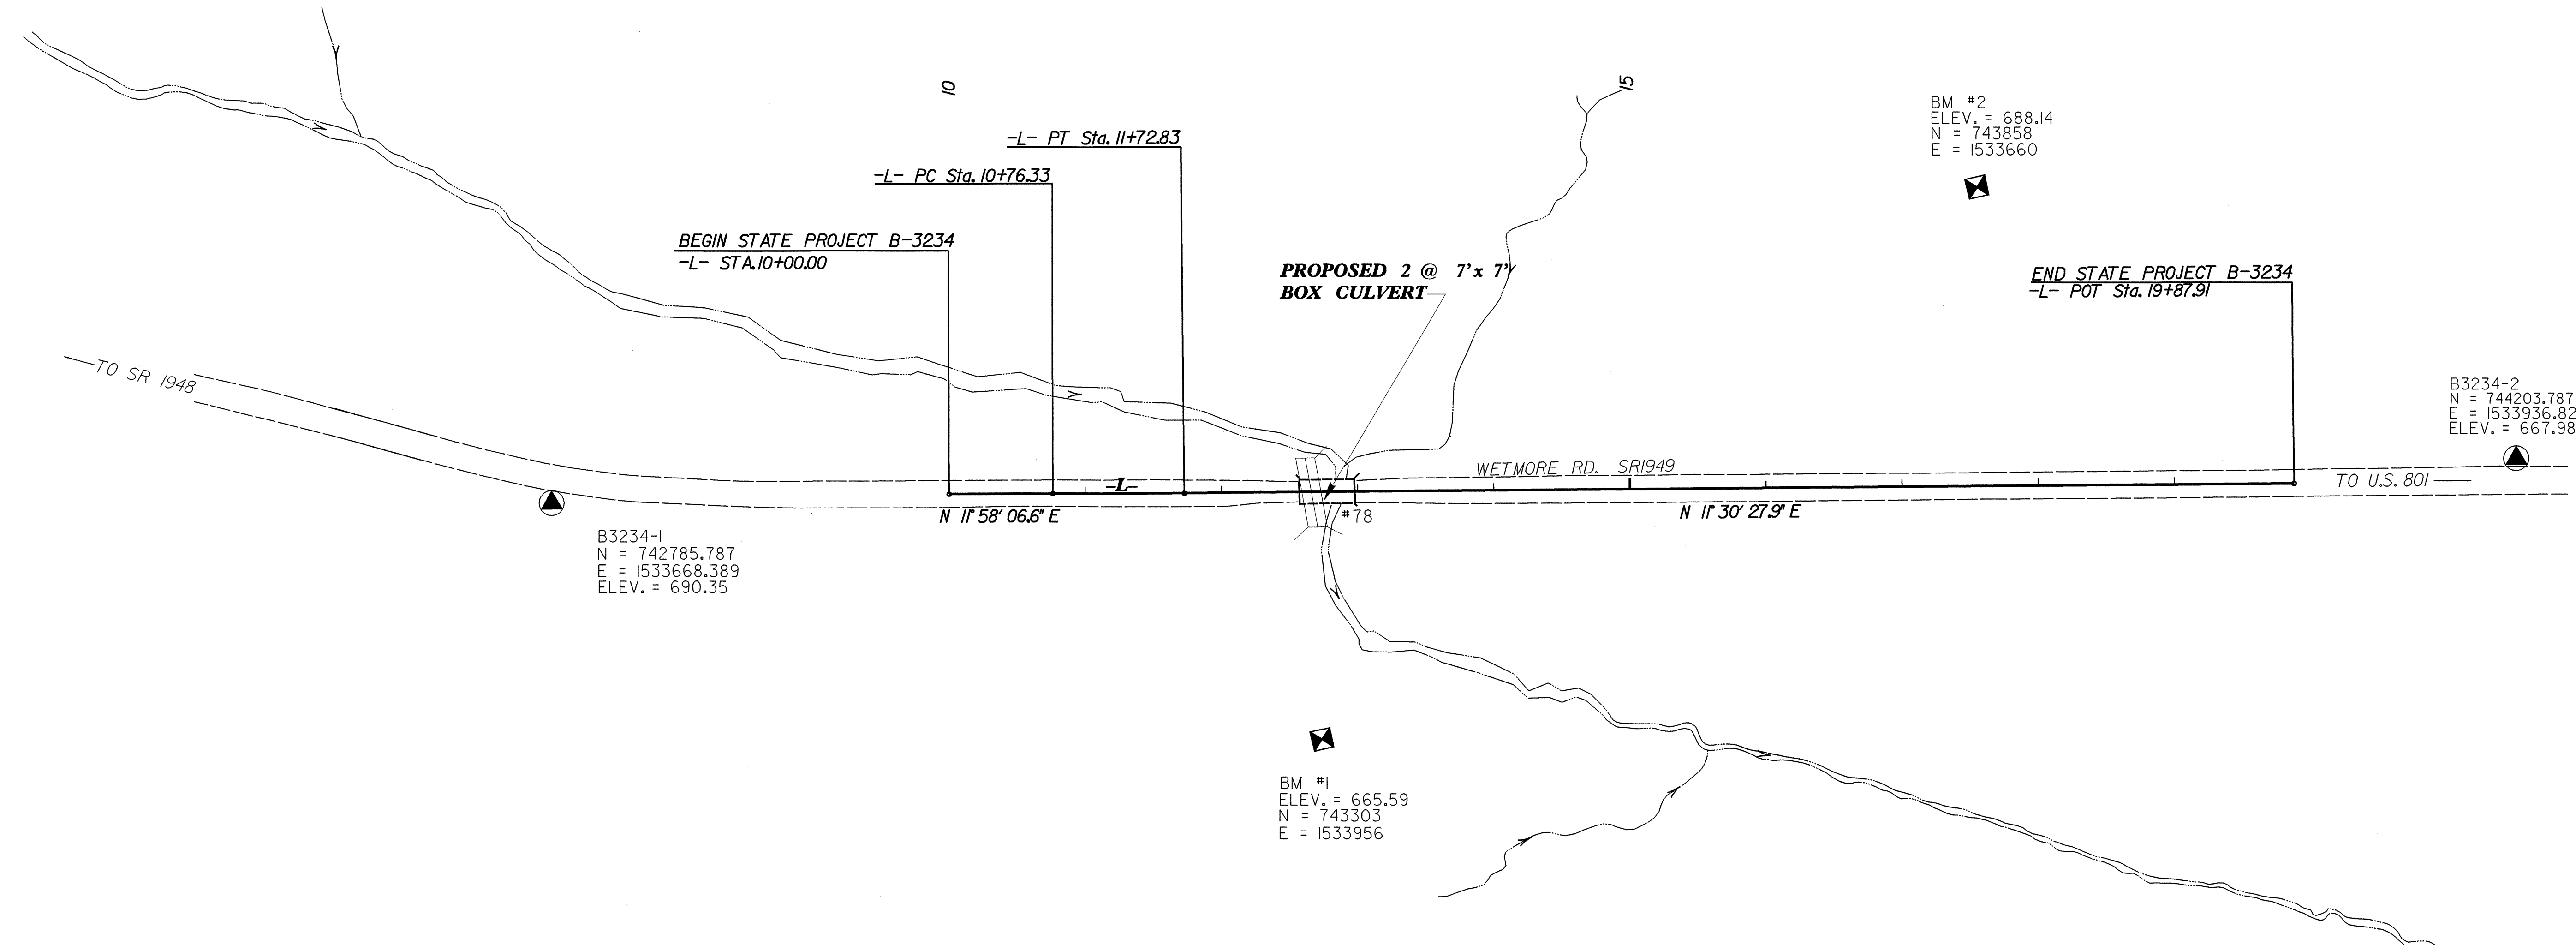 10
15
BM #2
ELEV. = 688.14
N = 743858
E = 1533660
-L- PT Sta. 11+72.83
-L- PC Sta. 10+76.33
BEGIN STATE PROJECT B-3234
-L- STA. 10+00.00
PROPOSED 2 @ 7' x 7'
BOX CULVERT
END STATE PROJECT B-3234
-L- POT Sta. 19+87.91
TO SR 1948
B3234-2
N = 744203.787
E = 1533936.82
ELEV. = 667.98
WETMORE RD. SR1949
TO U.S. 801
-L-
N 11° 58' 06.6" E
#78
N 11° 30' 27.9" E
B3234-1
N = 742785.787
E = 1533668.389
ELEV. = 690.35
BM #1
ELEV. = 665.59
N = 743303
E = 1533956